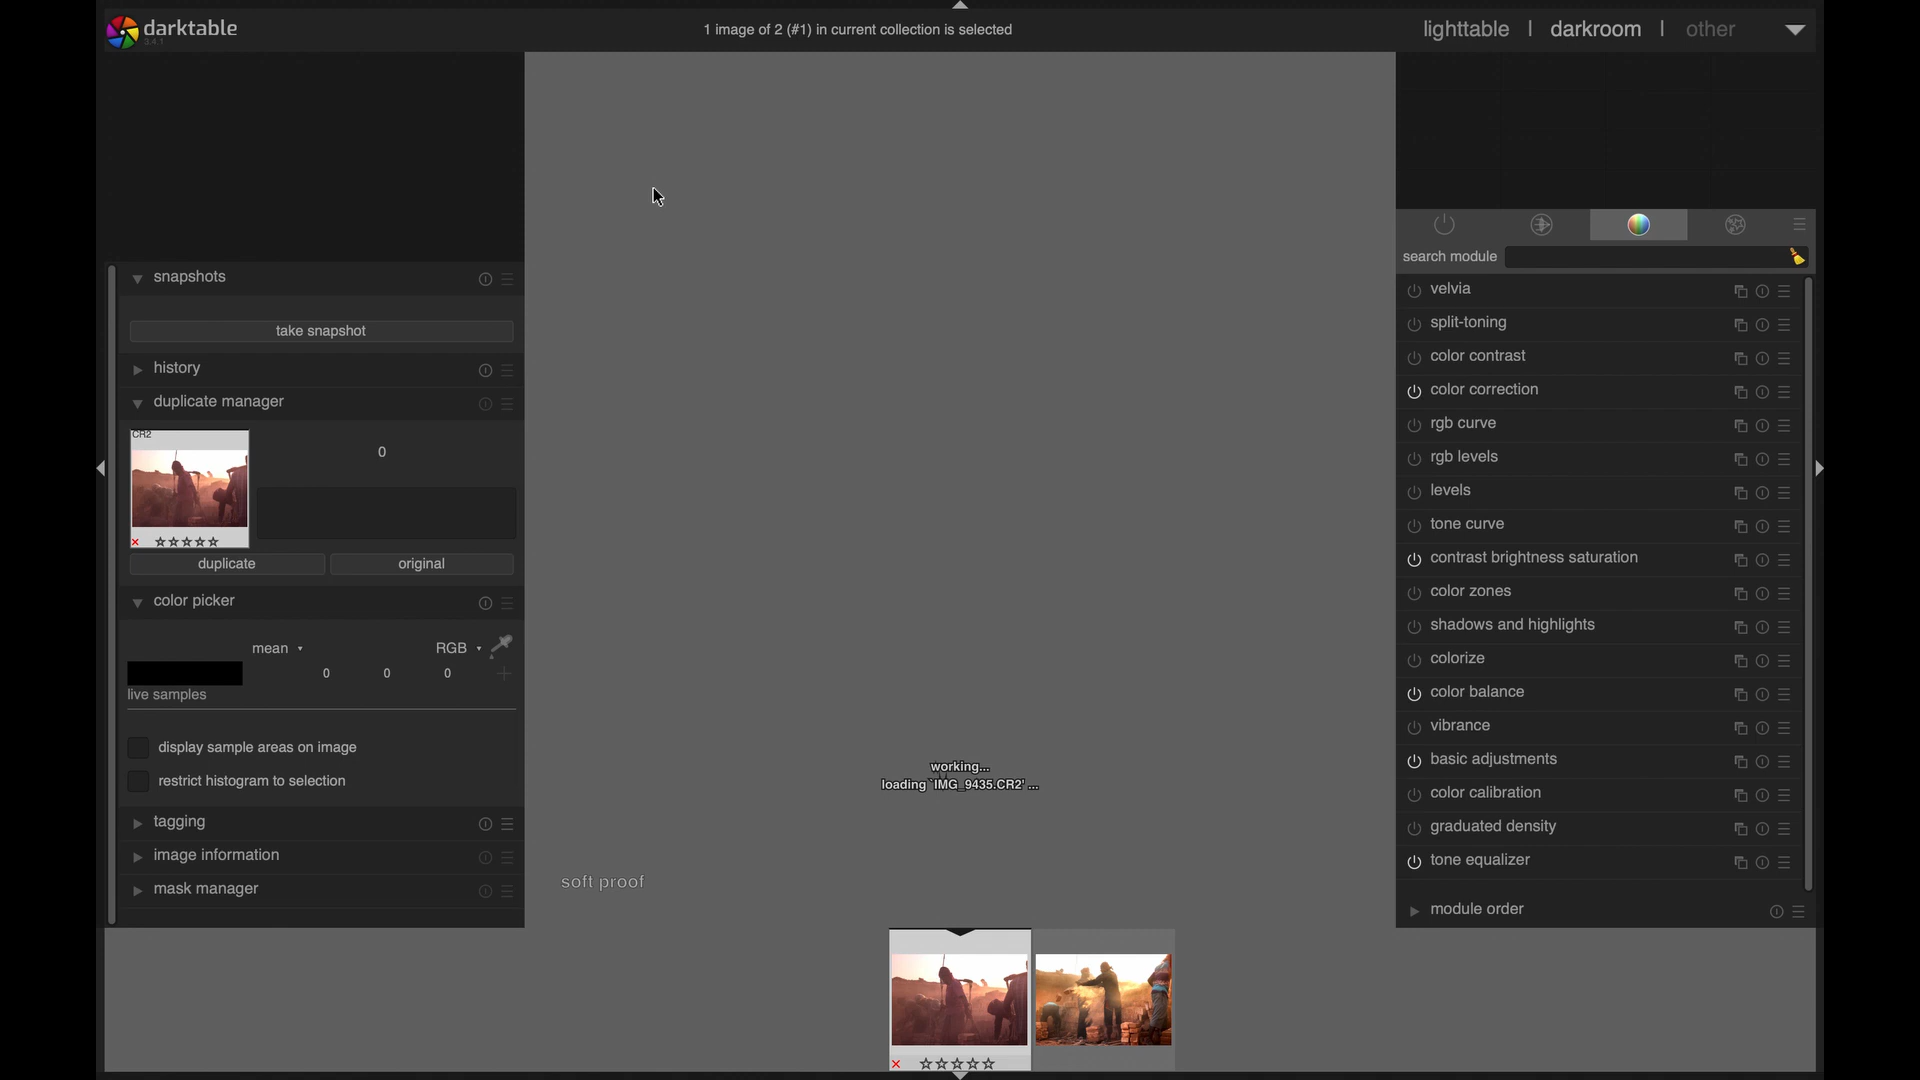 darktable
3.4.1
1 image of 2 (#1) in current collection is selected
lighttable | darkroom | other
snapshots
take snapshot
history
duplicate manager
CR2
0
duplicate
original
color picker
mean
RGB
0 0 0
live samples
display sample areas on image
restrict histogram to selection
tagging
image information
mask manager
working...
loading `IMG_9435.CR2' ...
soft proof
search module
velvia
split-toning
color contrast
color correction
rgb curve
rgb levels
levels
tone curve
contrast brightness saturation
color zones
shadows and highlights
colorize
color balance
vibrance
basic adjustments
color calibration
graduated density
tone equalizer
module order